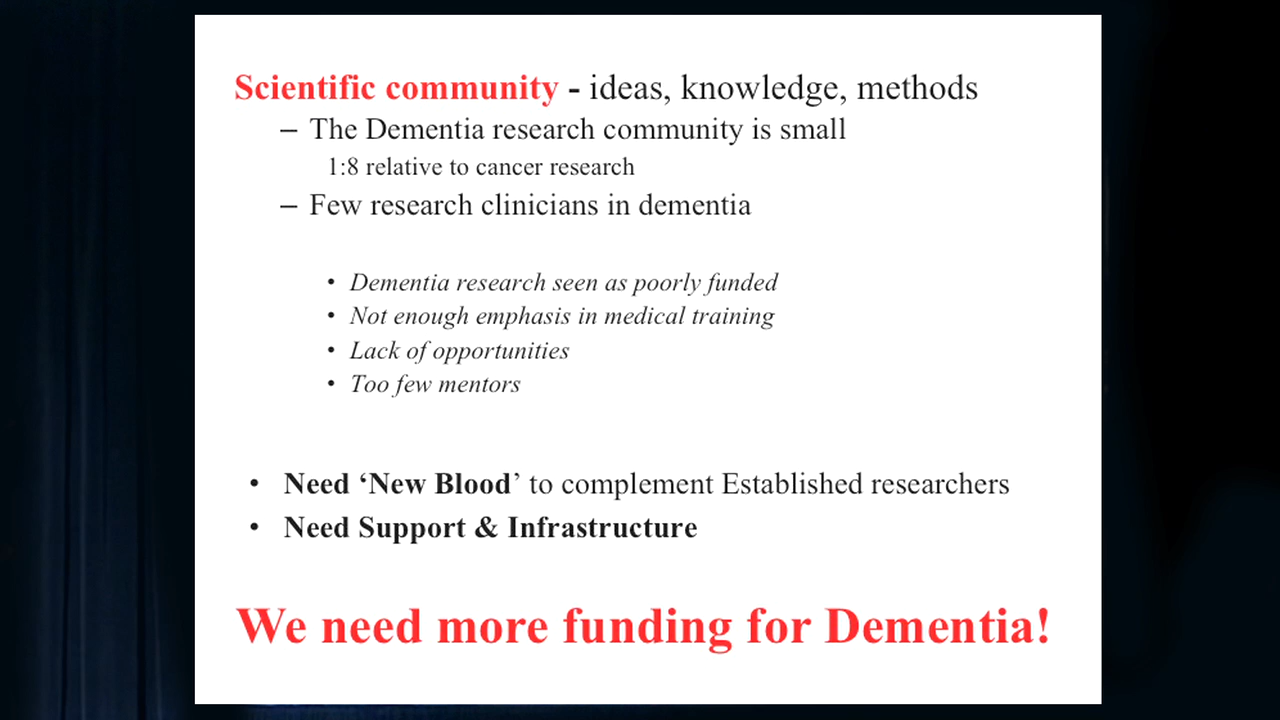 Scientific community - ideas, knowledge, methods
– The Dementia research community is small
1:8 relative to cancer research
– Few research clinicians in dementia
• Dementia research seen as poorly funded
• Not enough emphasis in medical training
• Lack of opportunities
• Too few mentors
• Need ‘New Blood’ to complement Established researchers
• Need Support & Infrastructure
We need more funding for Dementia!